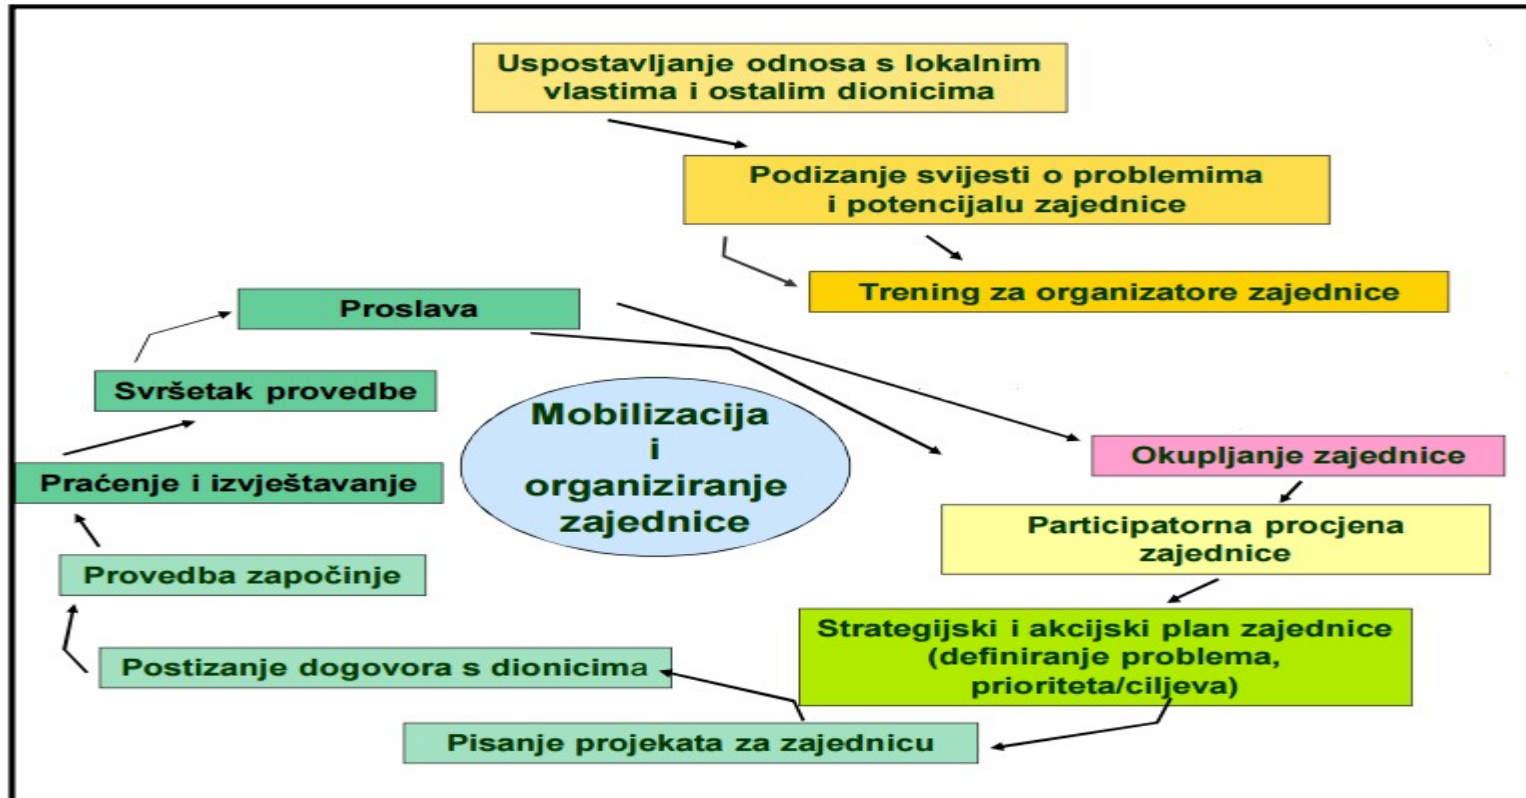 Uspostavljanje odnosa s lokalnim
vlastima i ostalim dionicima
Podizanje svijesti o problemima
i potencijalu zajednice
Trening za organizatore zajednice
Proslava
Svršetak provedbe
Mobilizacija
i
organiziranje
zajednice
Okupljanje zajednice
Praćenje i izvještavanje
Participatorna procjena
zajednice
Provedba započinje
Strategijski i akcijski plan zajednice
(definiranje problema,
prioriteta/ciljeva)
Postizanje dogovora s dionicima
Pisanje projekata za zajednicu